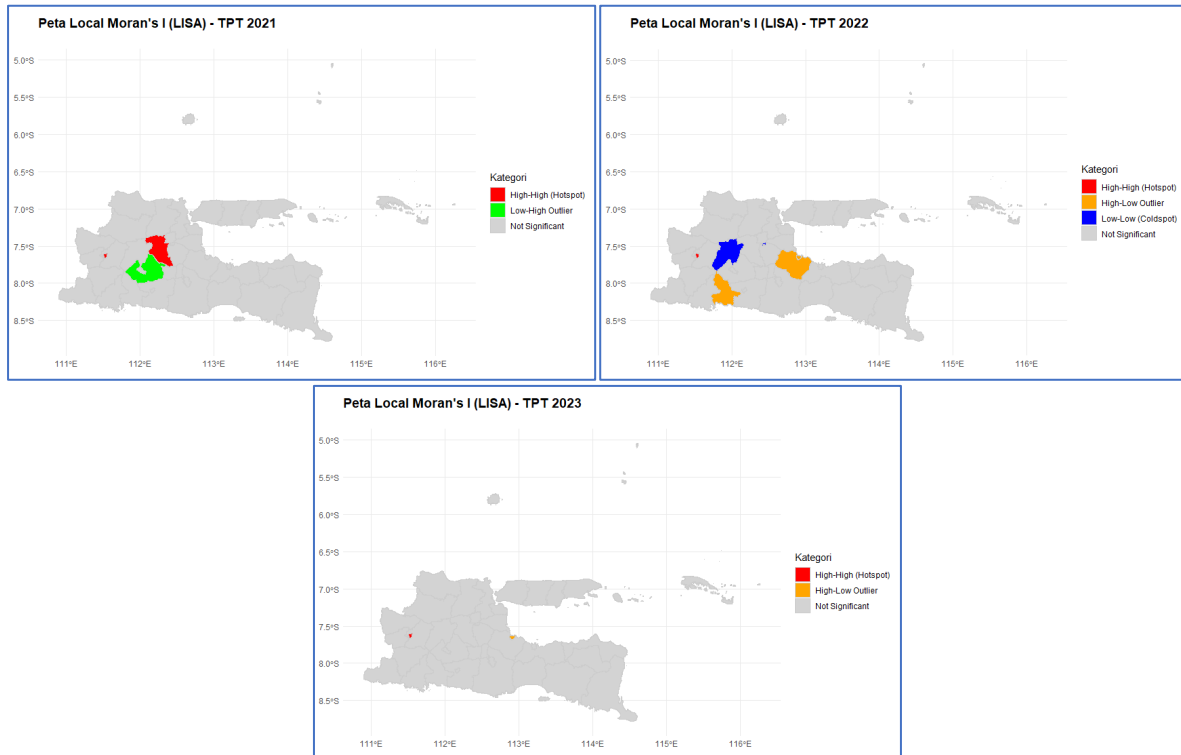 Peta Local Moran's I (LISA) - TPT 2021
5.0°S
5.5°S
6.0°S
6.5°S
7.0°S
7.5°S
8.0°S
8.5°S
111°E 112°E 113°E 114°E 115°E 116°E
Kategori
High-High (Hotspot)
Low-High Outlier
Not Significant
Peta Local Moran's I (LISA) - TPT 2022
5.0°S
5.5°S
6.0°S
6.5°S
7.0°S
7.5°S
8.0°S
8.5°S
111°E 112°E 113°E 114°E 115°E 116°E
Kategori
High-High (Hotspot)
High-Low Outlier
Low-Low (Coldspot)
Not Significant
Peta Local Moran's I (LISA) - TPT 2023
5.0°S
5.5°S
6.0°S
6.5°S
7.0°S
7.5°S
8.0°S
8.5°S
111°E 112°E 113°E 114°E 115°E 116°E
Kategori
High-High (Hotspot)
High-Low Outlier
Not Significant